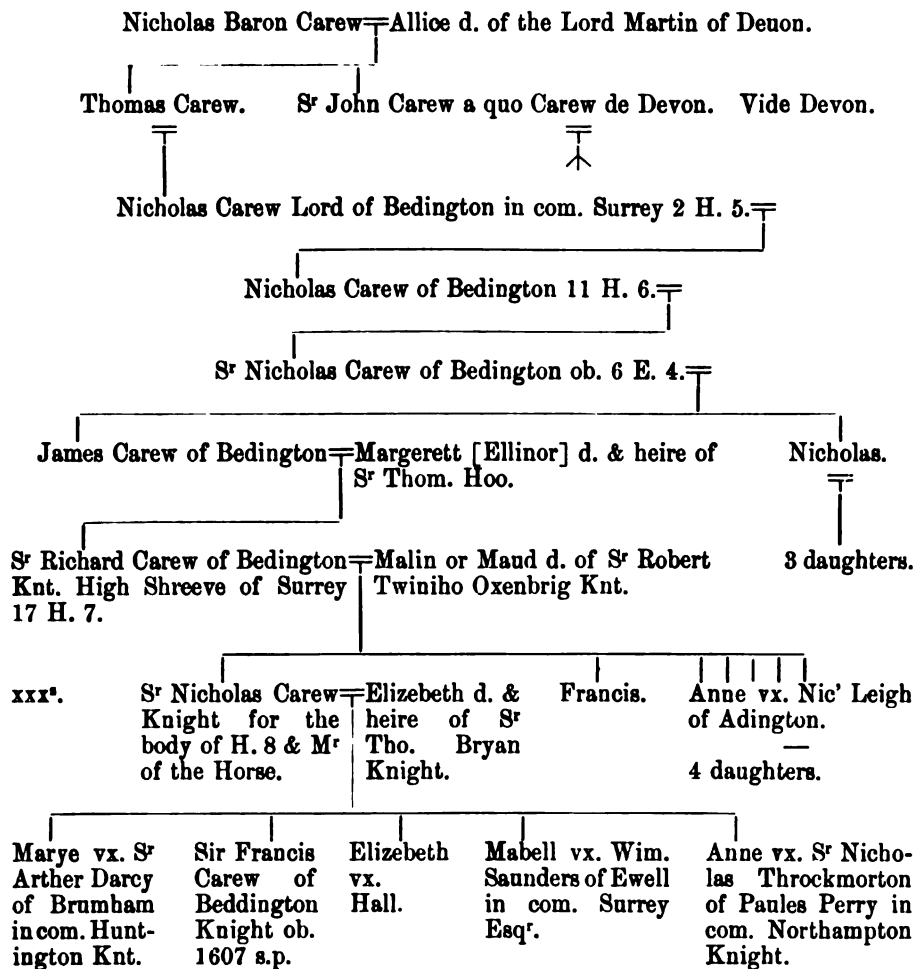 Nicholas Baron Carew Allice d. of the Lord Martin of Deuon.
Thomas Carew. Sr John Carew a quo Carew de Devon. Vide Devon.
Nicholas Carew Lord of Bedington in com. Surrey 2 H. 5.
Nicholas Carew of Bedington 11 H. 6.
Sr Nicholas Carew of Bedington ob. 6 E. 4.
James Carew of Bedington
Margerett [Ellinor] d. & heire of
Sr Thom. Hoo.
Nicholas.
Sr Richard Carew of Bedington
Knt. High Shreeve of Surrey
17 H. 7.
Malin or Maud d. of Sr Robert
Twiniho Oxenbrig Knt.
3 daughters.
xxxs.
Sr Nicholas Carew
Knight for the
body of H. 8 & Mr
of the Horse.
Elizebeth d. &
heire of Sr
Tho. Bryan
Knight.
Francis.
Anne vx. Nic' Leigh
of Adington.
4 daughters.
Marye vx. Sr
Arther Darcy
of Brumham
in com. Hunt-
ington Knt.
Sir Francis
Carew of
Beddington
Knight ob.
1607 s.p.
Elizebeth
vx.
Hall.
Mabell vx. Wim.
Saunders of Ewell
in com. Surrey
Esqr.
Anne vx. Sr Nicho-
las Throckmorton
of Paules Perry in
com. Northampton
Knight.